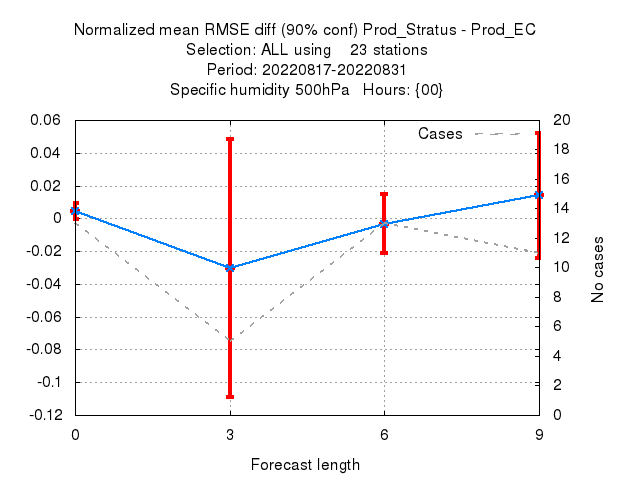 Normalized mean RMSE diff (90% conf) Prod_Stratus - Prod_EC
Selection: ALL using    23 stations
Period: 20220817-20220831
Specific humidity 500hPa   Hours: {00}
0.06
0.04
0.02
0
-0.02
-0.04
-0.06
-0.08
-0.1
-0.12
Cases
20
18
16
14
12
10
8
6
4
2
0
No cases
0 3 6 9
Forecast length